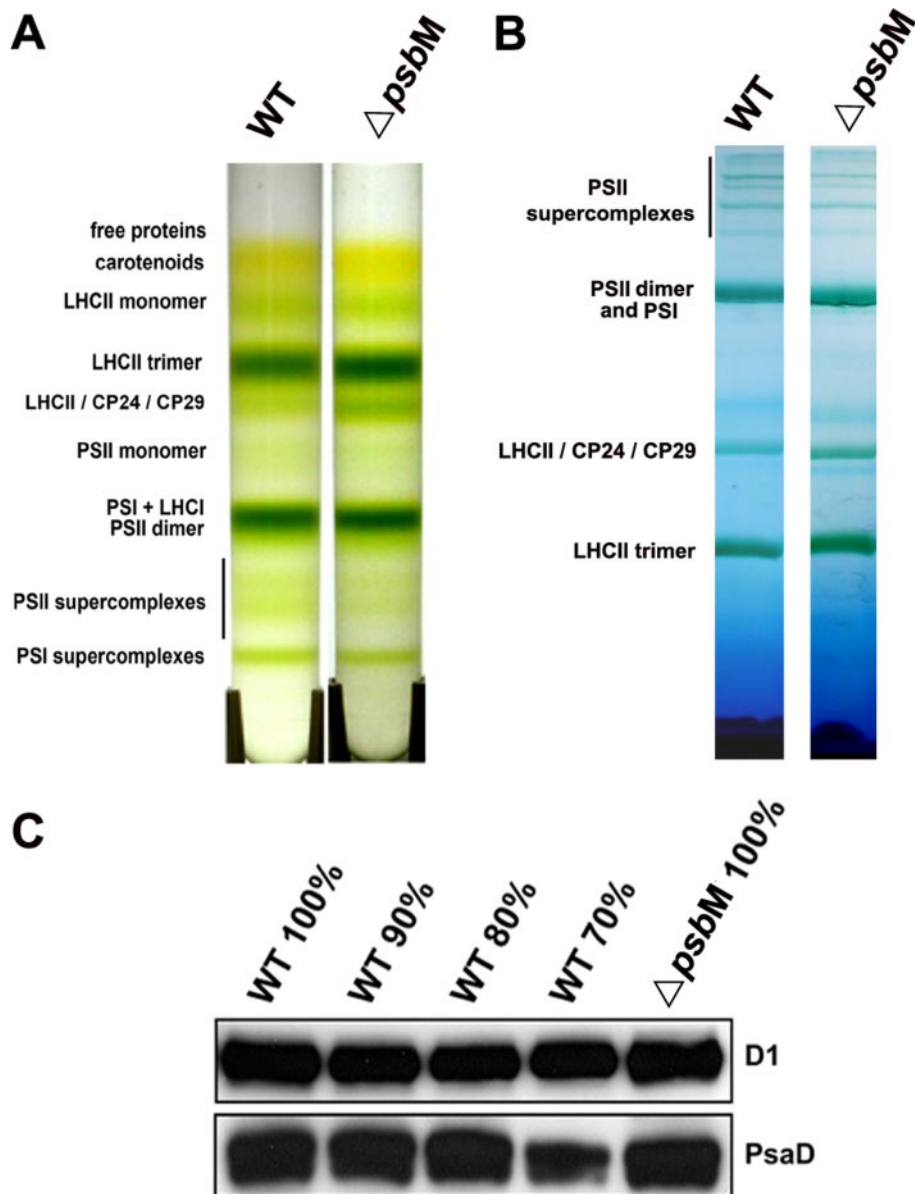 A
WT
△psbM
free proteins
carotenoids
LHCII monomer
LHCII trimer
LHCII / CP24 / CP29
PSII monomer
PSI + LHCI
PSII dimer
PSII supercomplexes
PSI supercomplexes
B
WT
△psbM
PSII
supercomplexes
PSII dimer
and PSI
LHCII / CP24 / CP29
LHCII trimer
C
WT 100%
WT 90%
WT 80%
WT 70%
△psbM 100%
D1
PsaD